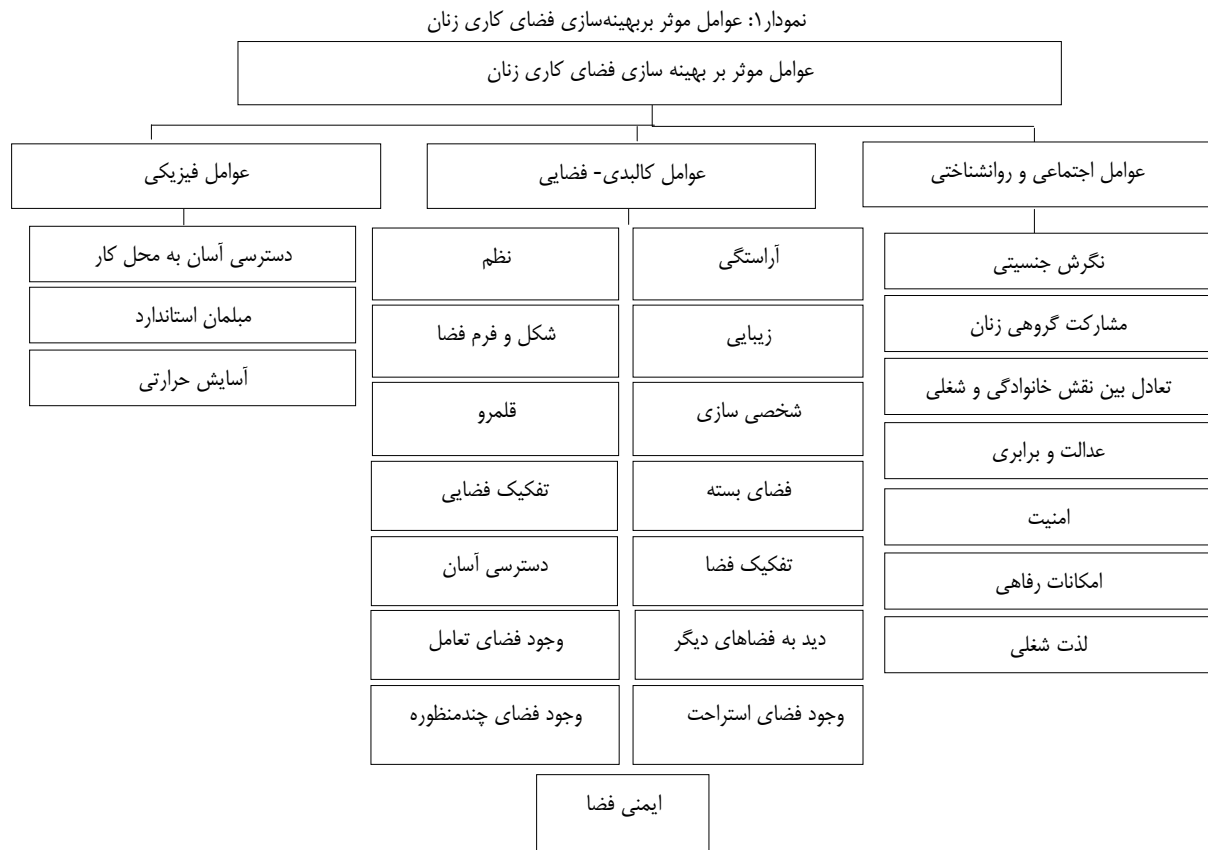 نمودار۱: عوامل موثر بربهینه‌سازی فضای کاری زنان
عوامل موثر بر بهینه سازی فضای کاری زنان
عوامل اجتماعی و روانشناختی
نگرش جنسیتی
مشارکت گروهی زنان
تعادل بین نقش خانوادگی و شغلی
عدالت و برابری
امنیت
امکانات رفاهی
لذت شغلی
عوامل کالبدی- فضایی
آراستگی
نظم
زیبایی
شکل و فرم فضا
شخصی سازی
قلمرو
فضای بسته
تفکیک فضایی
تفکیک فضا
دسترسی آسان
دید به فضاهای دیگر
وجود فضای تعامل
وجود فضای استراحت
وجود فضای چندمنظوره
ایمنی فضا
عوامل فیزیکی
دسترسی آسان به محل کار
مبلمان استاندارد
آسایش حرارتی